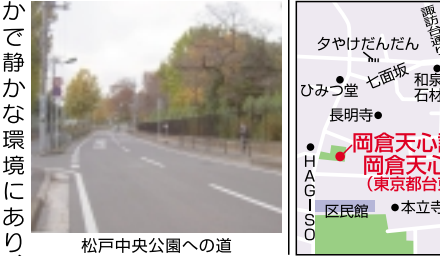 かで静かな環境にあり、
松戸中央公園への道
諏訪台通り
夕やけだんだん
七面坂
和泉
石材
ひみつ堂
長明寺
岡倉天心
岡倉天心
(東京都台東
HAGISO
区民館
本立寺